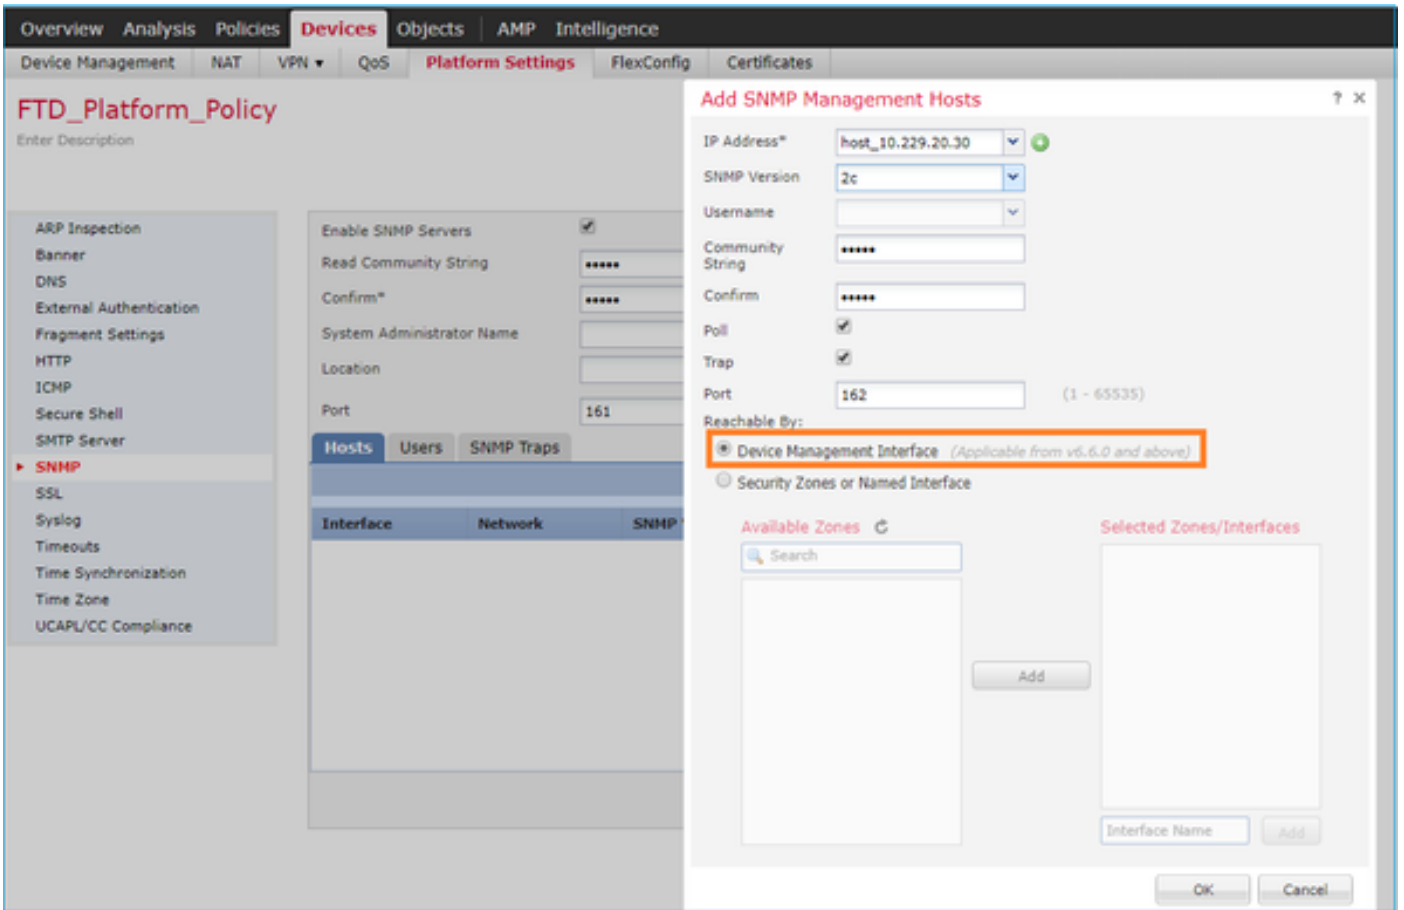 Overview Analysis Policies Devices Objects AMP Intelligence
Device Management NAT VPN ▾ QoS Platform Settings FlexConfig Certificates
FTD_Platform_Policy
Enter Description
ARP Inspection
Banner
DNS
External Authentication
Fragment Settings
HTTP
ICMP
Secure Shell
SMTP Server
SNMP
SSL
Syslog
Timeouts
Time Synchronization
Time Zone
UCAPL/CC Compliance
Enable SNMP Servers
Read Community String •••••
Confirm* •••••
System Administrator Name
Location
Port 161
Hosts Users SNMP Traps
Interface Network SNMP
Add SNMP Management Hosts ? ×
IP Address* host_10.229.20.30
SNMP Version 2c
Username
Community
String •••••
Confirm •••••
Poll
Trap
Port 162 (1 - 65535)
Reachable By:
Device Management Interface (Applicable from v6.6.0 and above)
Security Zones or Named Interface
Available Zones Selected Zones/Interfaces
Search
Add
Interface Name Add
OK Cancel